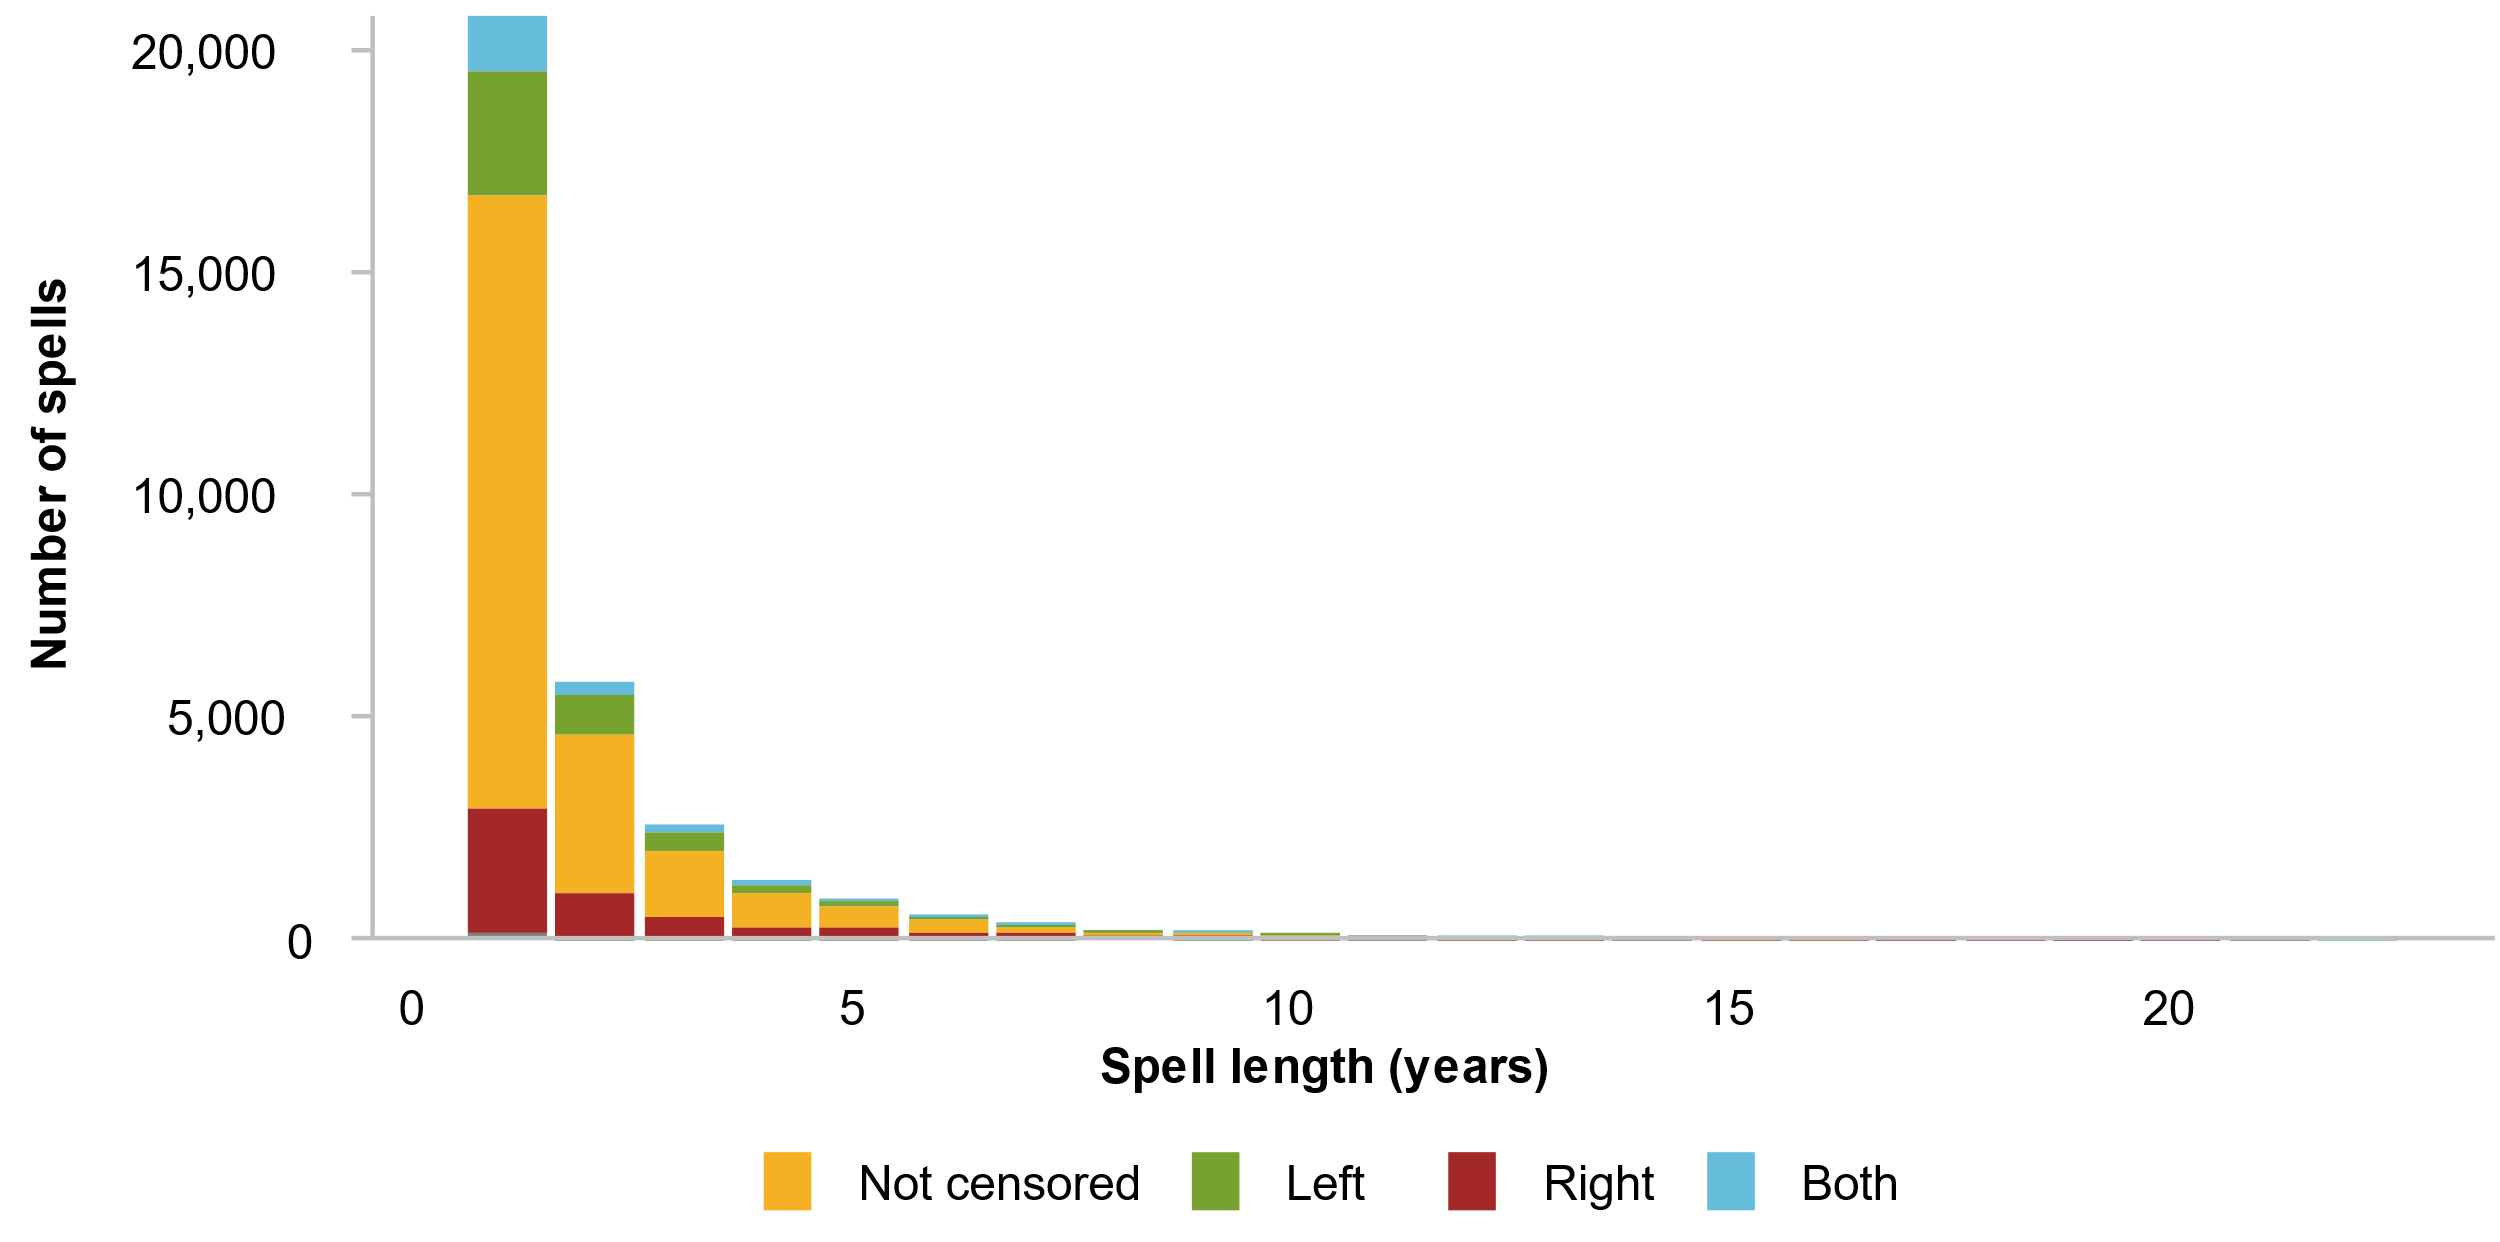 20,000
15,000
10,000
5,000
0
Number of spells
0 5 10 15 20
Spell length (years)
Not censored Left Right Both